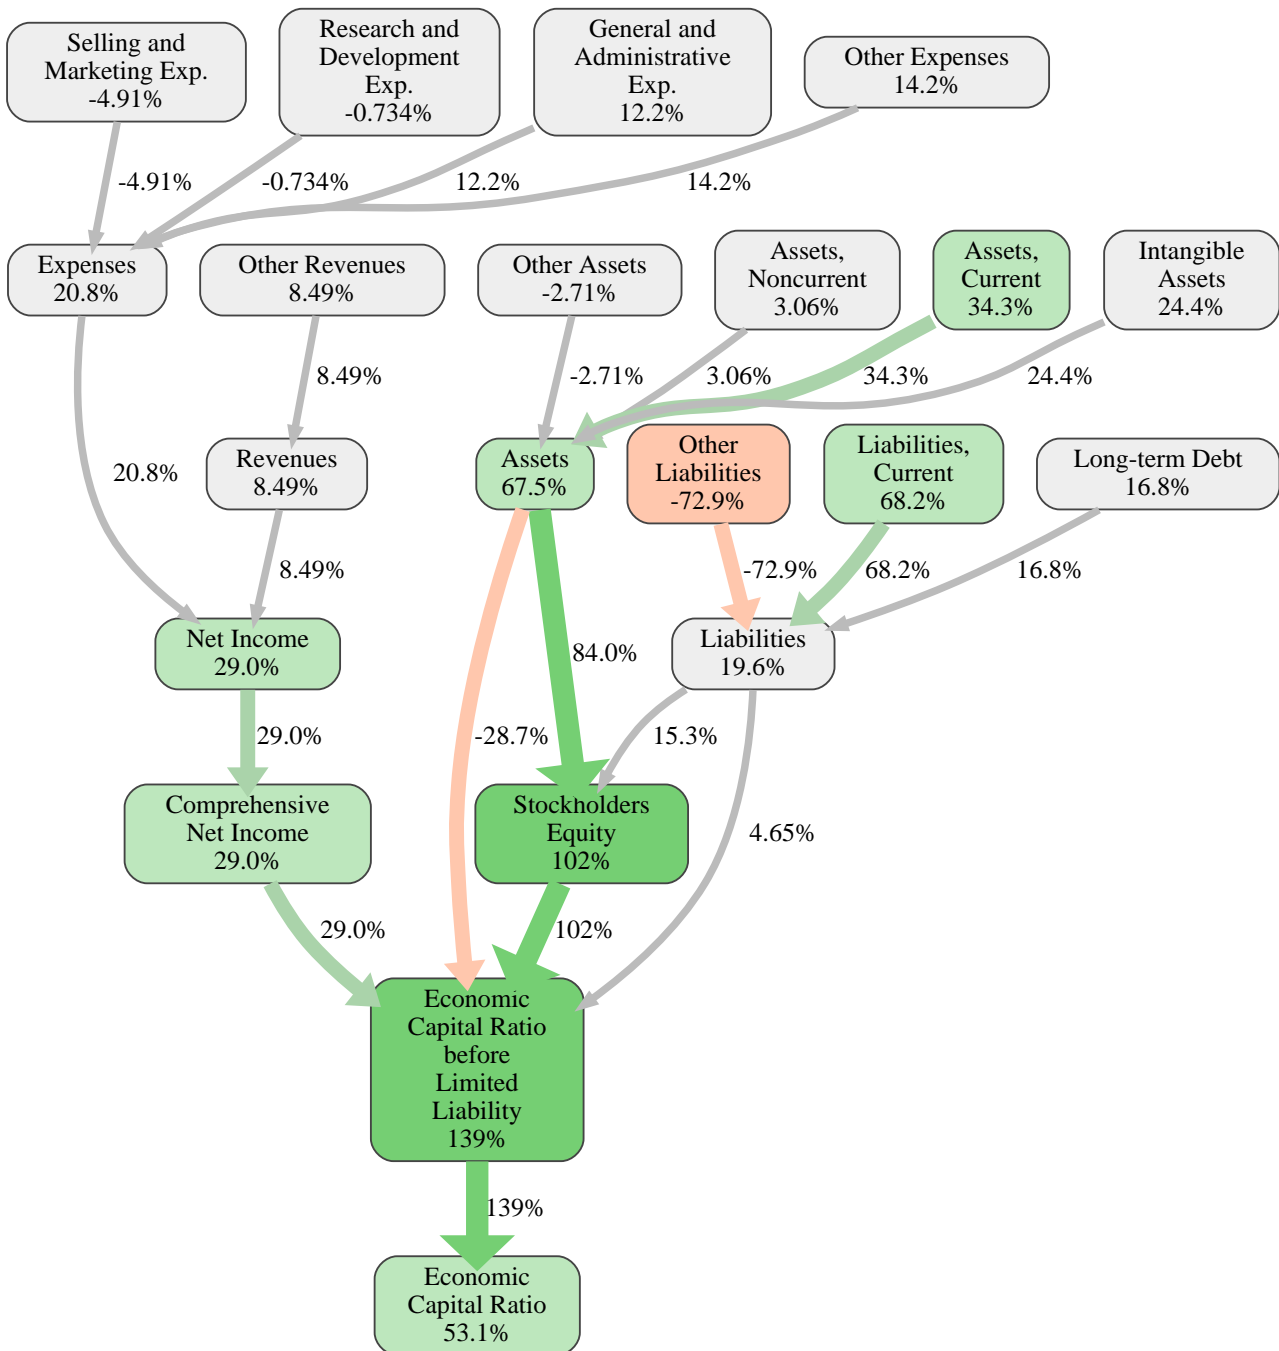 Selling and
Marketing Exp.
-4.91%
Research and
Development
Exp.
-0.734%
General and
Administrative
Exp.
12.2%
Other Expenses
14.2%
-4.91%
-0.734%
12.2%
14.2%
Expenses
20.8%
Other Revenues
8.49%
Other Assets
-2.71%
Assets,
Noncurrent
3.06%
Assets,
Current
34.3%
Intangible
Assets
24.4%
8.49%
-2.71%
3.06%
34.3%
24.4%
20.8%
Revenues
8.49%
Assets
67.5%
Other
Liabilities
-72.9%
Liabilities,
Current
68.2%
Long-term Debt
16.8%
8.49%
-72.9%
68.2%
16.8%
Net Income
29.0%
84.0%
Liabilities
19.6%
29.0%
-28.7%
15.3%
Comprehensive
Net Income
29.0%
Stockholders
Equity
102%
4.65%
29.0%
102%
Economic
Capital Ratio
before
Limited
Liability
139%
139%
Economic
Capital Ratio
53.1%